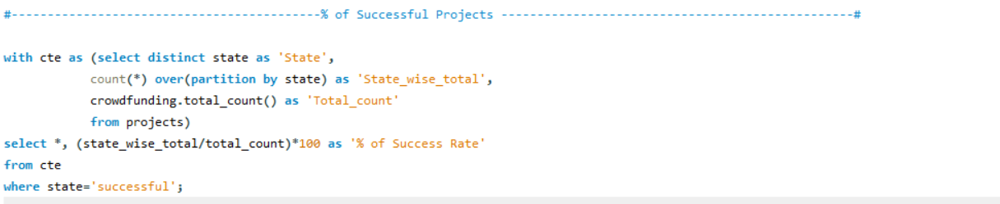 #------------------------------------------% of Successful Projects ------------------------------------------------#
with cte as (select distinct state as 'State',
            count(*) over(partition by state) as 'State_wise_total',
            crowdfunding.total_count() as 'Total_count'
            from projects)
select *, (state_wise_total/total_count)*100 as '% of Success Rate'
from cte
where state='successful';